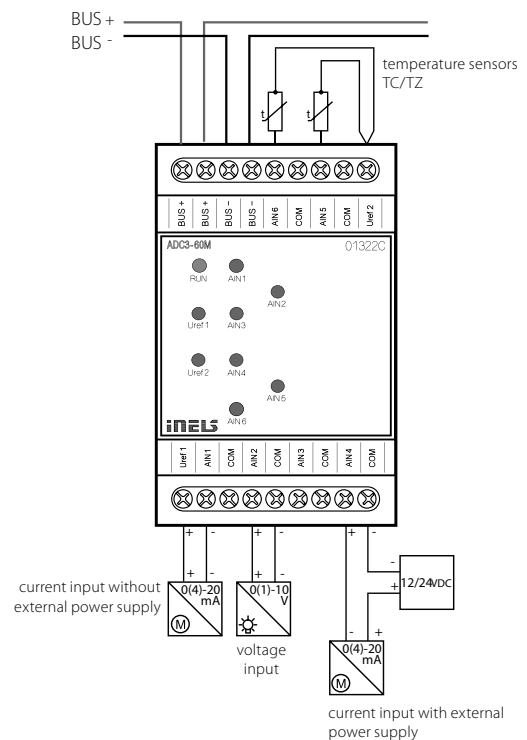 BUS +
BUS -
temperature sensors
TC/TZ
t
t
BUS +
BUS +
BUS -
BUS -
AIN6
COM
AIN5
COM
Uref 2
ADC3-60M
01322C
RUN
AIN1
AIN2
Uref 1
AIN3
Uref 2
AIN4
AIN5
AIN6
iNELS
Uref 1
AIN1
COM
AIN2
COM
AIN3
COM
AIN4
COM
+ -
+ -
+ -
+ -
0(4)-20
mA
M
current input without
external power supply
+ -
0(1)-10
V
voltage
input
-
+
12/24VDC
- +
0(4)-20
mA
M
current input with external
power supply